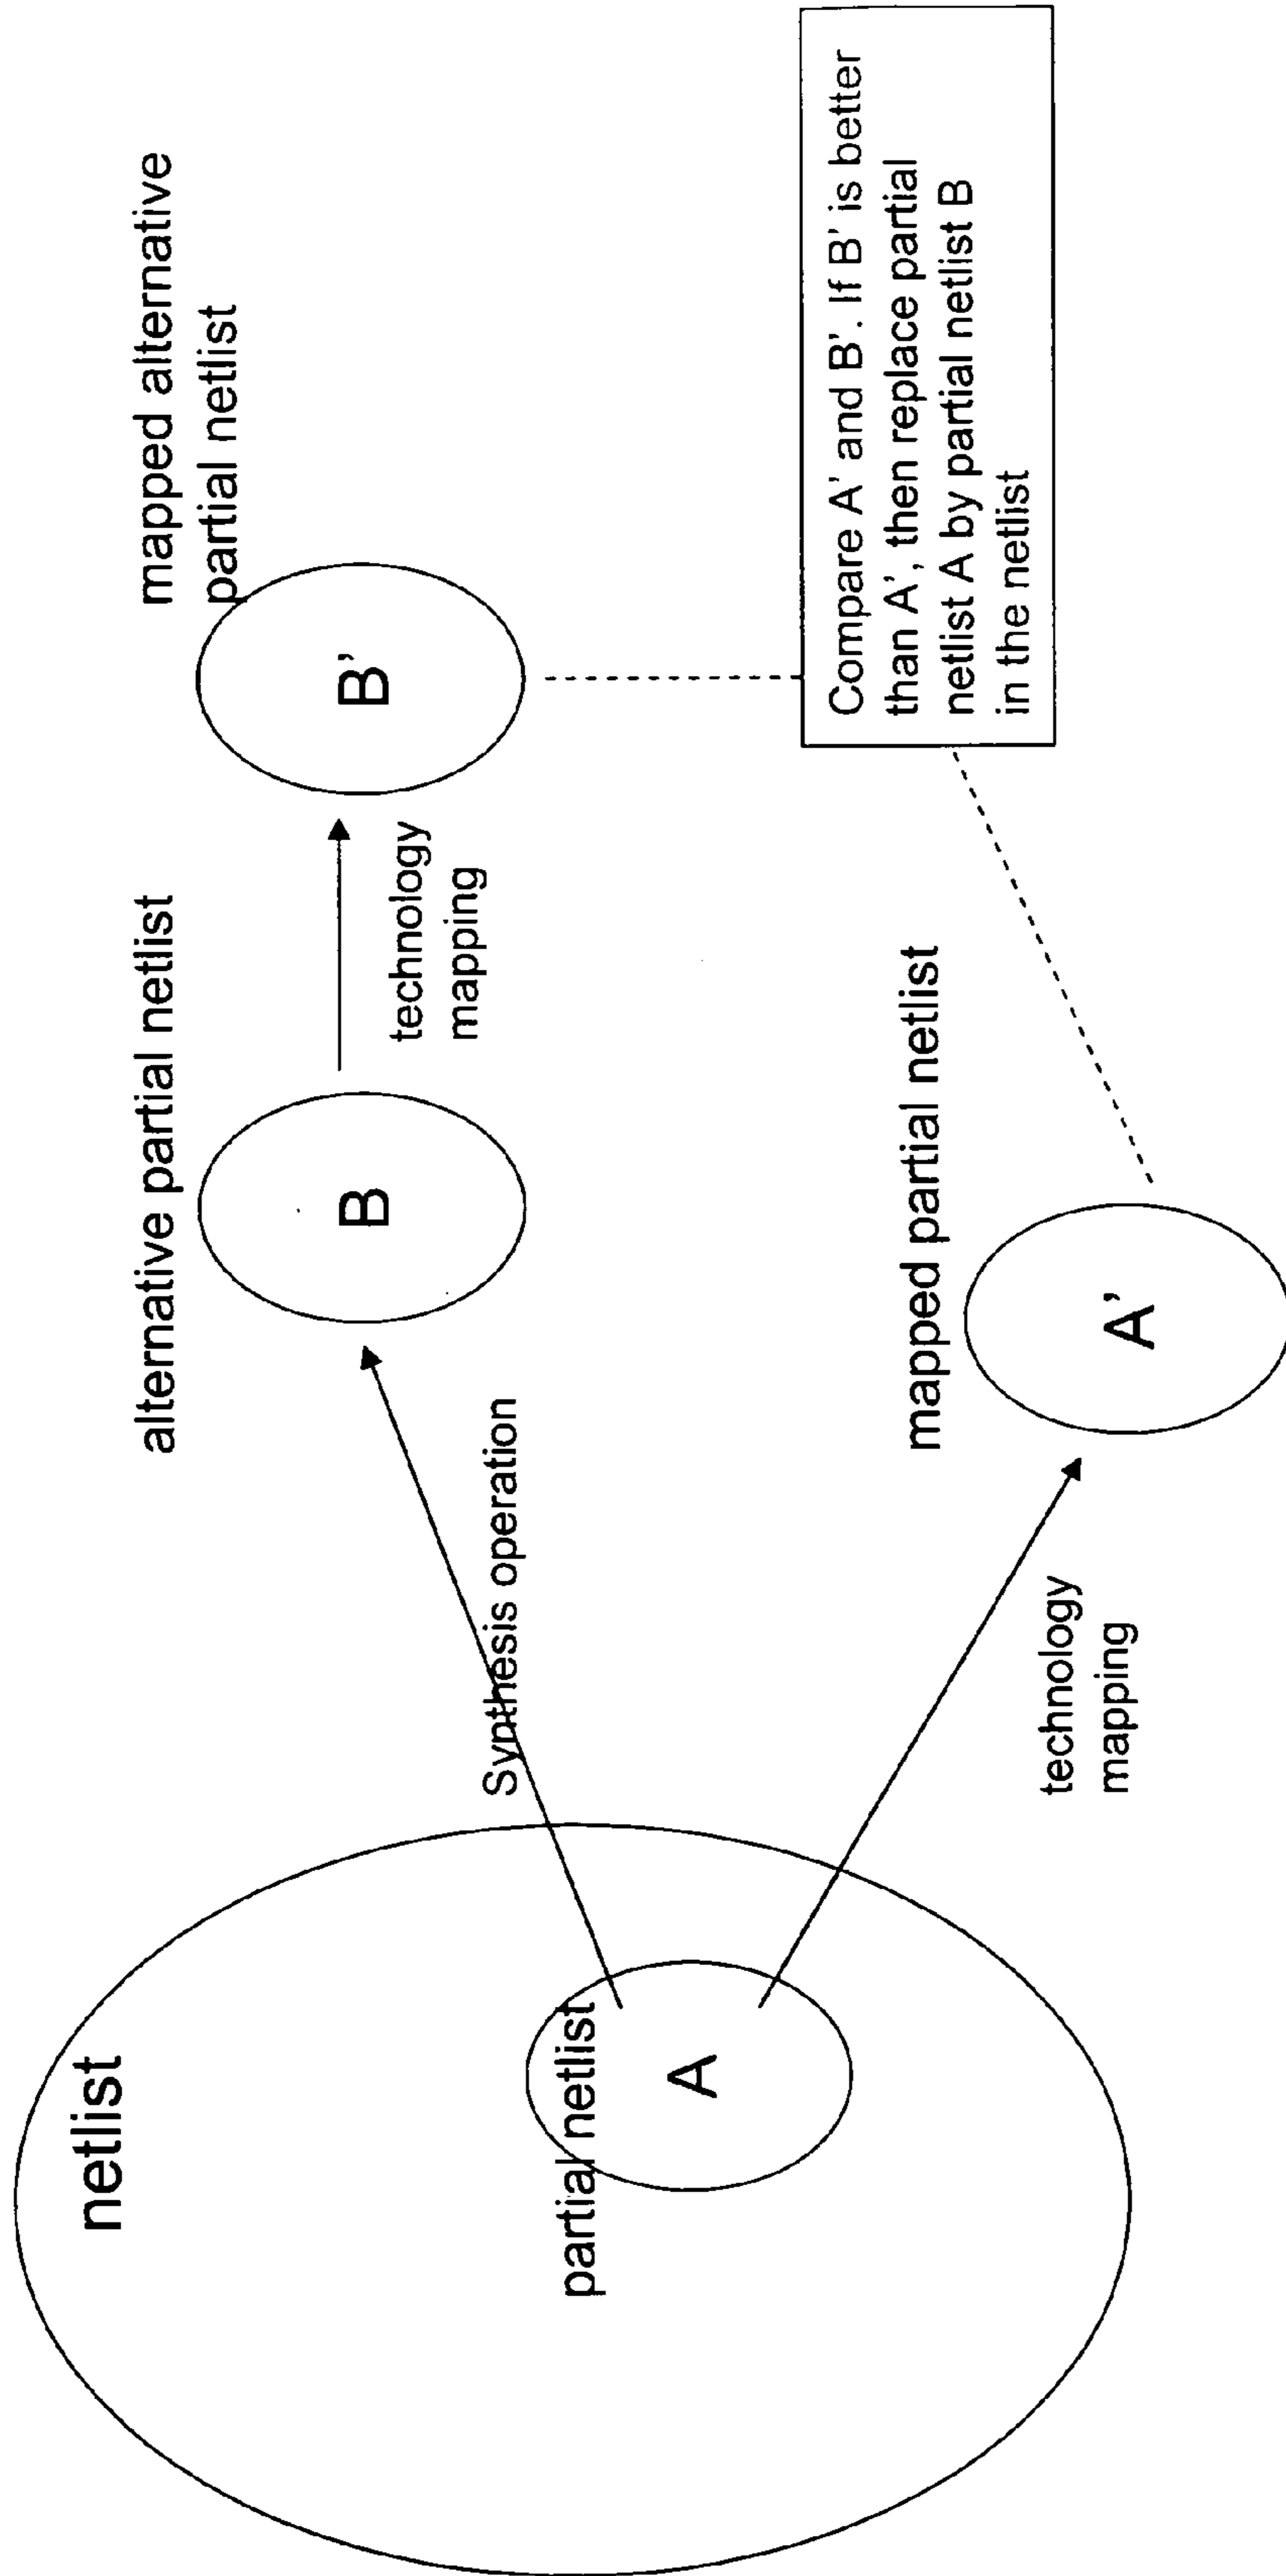 netlist
partial netlist
A
Synthesis operation
alternative partial netlist
B
technology
mapping
mapped alternative
partial netlist
B'
technology
mapping
mapped partial netlist
A'
Compare A' and B'. If B' is better
than A', then replace partial
netlist A by partial netlist B
in the netlist